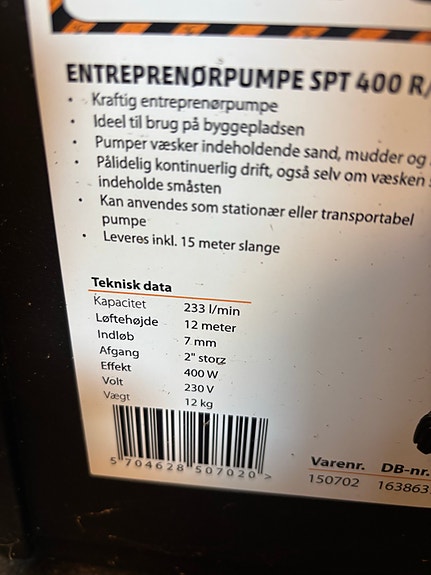 ENTREPRENØRPUMPE SPT 400 R/
• Kraftig entreprenørpumpe
• Ideel til brug på byggepladsen
• Pumper væsker indeholdende sand, mudder og
• Pålidelig kontinuerlig drift, også selv om væsken
indeholde småsten
• Kan anvendes som stationær eller transportabel
pumpe
• Leveres inkl. 15 meter slange
Teknisk data
Kapacitet 233 l/min
Løftehøjde 12 meter
Indløb 7 mm
Afgang 2" storz
Effekt 400 W
Volt 230 V
Vægt 12 kg
5 704628 507020 >
Varenr. DB-nr.
150702 163863